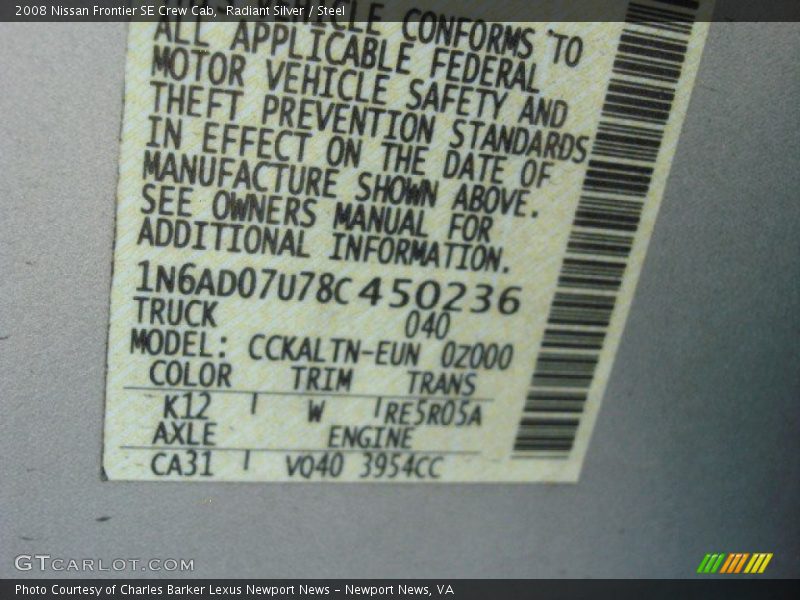 2008 Nissan Frontier SE Crew Cab, Radiant Silver / Steel
VEHICLE CONFORMS TO
ALL APPLICABLE FEDERAL
MOTOR VEHICLE SAFETY AND
THEFT PREVENTION STANDARDS
IN EFFECT ON THE DATE OF
MANUFACTURE SHOWN ABOVE.
SEE OWNERS MANUAL FOR
ADDITIONAL INFORMATION.
1N6AD07U78C450236
TRUCK 040
MODEL: CCKALTN-EUN 0Z000
COLOR TRIM TRANS
K12 W RE5R05A
AXLE ENGINE
CA31 VQ40 3954CC
GTCARLOT.COM
Photo Courtesy of Charles Barker Lexus Newport News - Newport News, VA